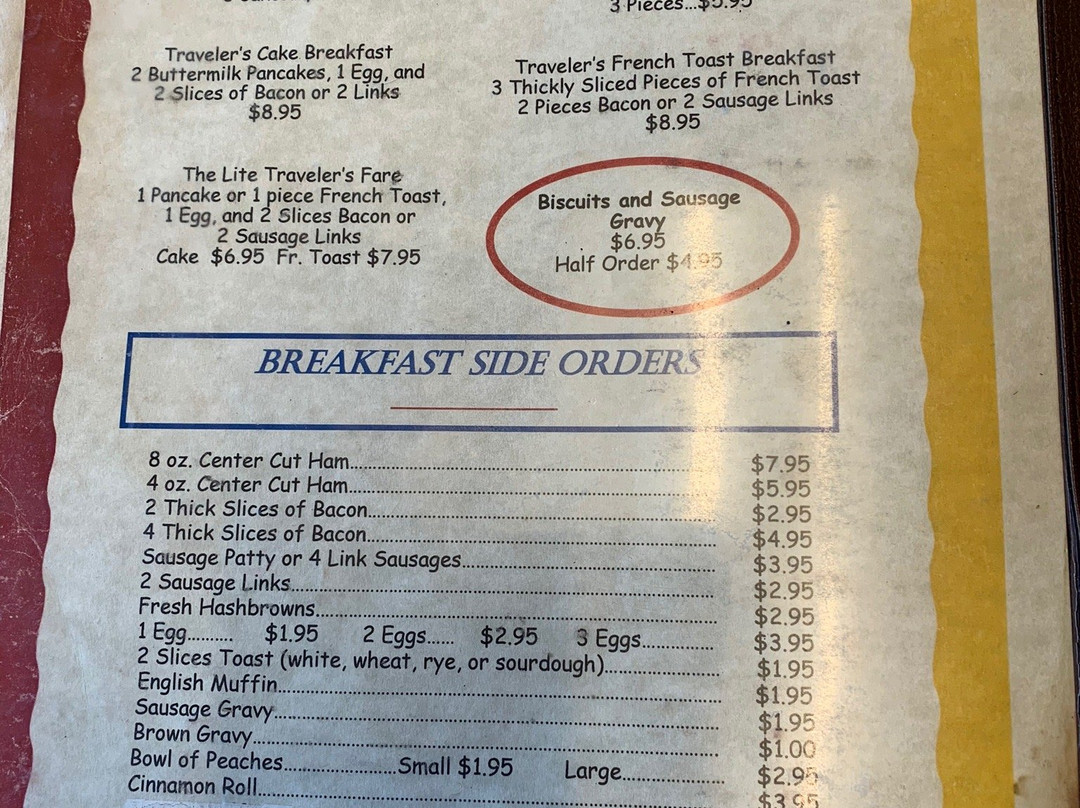 3 Pieces...$5.95
Traveler's Cake Breakfast
2 Buttermilk Pancakes, 1 Egg, and
2 Slices of Bacon or 2 Links
$8.95
Traveler's French Toast Breakfast
3 Thickly Sliced Pieces of French Toast
2 Pieces Bacon or 2 Sausage Links
$8.95
The Lite Traveler's Fare
1 Pancake or 1 piece French Toast,
1 Egg, and 2 Slices Bacon or
2 Sausage Links
Cake $6.95 Fr. Toast $7.95
Biscuits and Sausage
Gravy
$6.95
Half Order $4.95
BREAKFAST SIDE ORDERS
8 oz. Center Cut Ham... $7.95
4 oz. Center Cut Ham... $5.95
2 Thick Slices of Bacon... $2.95
4 Thick Slices of Bacon... $4.95
Sausage Patty or 4 Link Sausages... $3.95
2 Sausage Links... $2.95
Fresh Hashbrowns... $2.95
1 Egg... $1.95 2 Eggs... $2.95 3 Eggs... $3.95
2 Slices Toast (white, wheat, rye, or sourdough)... $1.95
English Muffin... $1.95
Sausage Gravy... $1.95
Brown Gravy... $1.00
Bowl of Peaches... Small $1.95 Large... $2.95
Cinnamon Roll... $3.95